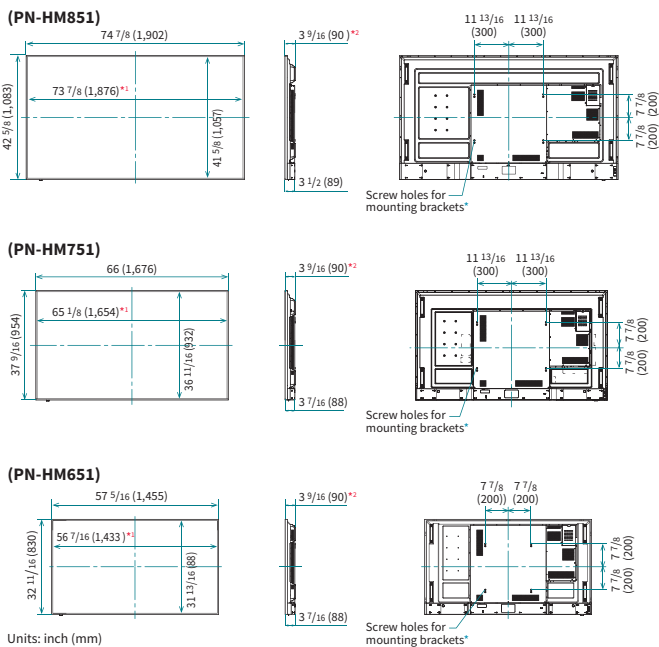 (PN-HM851)
74 7/8 (1,902)
3 9/16 (90 )*2
11 13/16
(300)
11 13/16
(300)
42 5/8 (1,083)
73 7/8 (1,876)*1
41 5/8 (1,057)
7 7/8
(200)
7 7/8
(200)
3 1/2 (89)
Screw holes for
mounting brackets*
(PN-HM751)
66 (1,676)
3 9/16 (90)*2
11 13/16
(300)
11 13/16
(300)
37 9/16 (954)
65 1/8 (1,654)*1
36 11/16 (932)
7 7/8
(200)
7 7/8
(200)
3 7/16 (88)
Screw holes for
mounting brackets*
(PN-HM651)
57 5/16 (1,455)
3 9/16 (90)*2
7 7/8
(200))
7 7/8
(200)
32 11/16 (830)
56 7/16 (1,433 )*1
31 13/16 (88)
7 7/8
(200)
7 7/8
(200)
3 7/16 (88)
Screw holes for
mounting brackets*
Units: inch (mm)